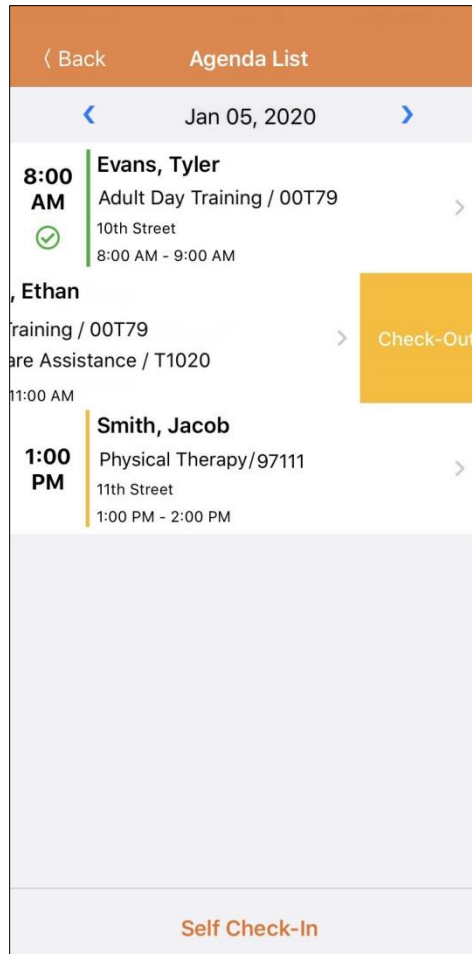 Back
Agenda List
Jan 05, 2020
8:00
AM
Evans, Tyler
Adult Day Training / 00T79
10th Street
8:00 AM - 9:00 AM
, Ethan
raining / 00T79
are Assistance / T1020
11:00 AM
Check-Out
1:00
PM
Smith, Jacob
Physical Therapy/97111
11th Street
1:00 PM - 2:00 PM
Self Check-In